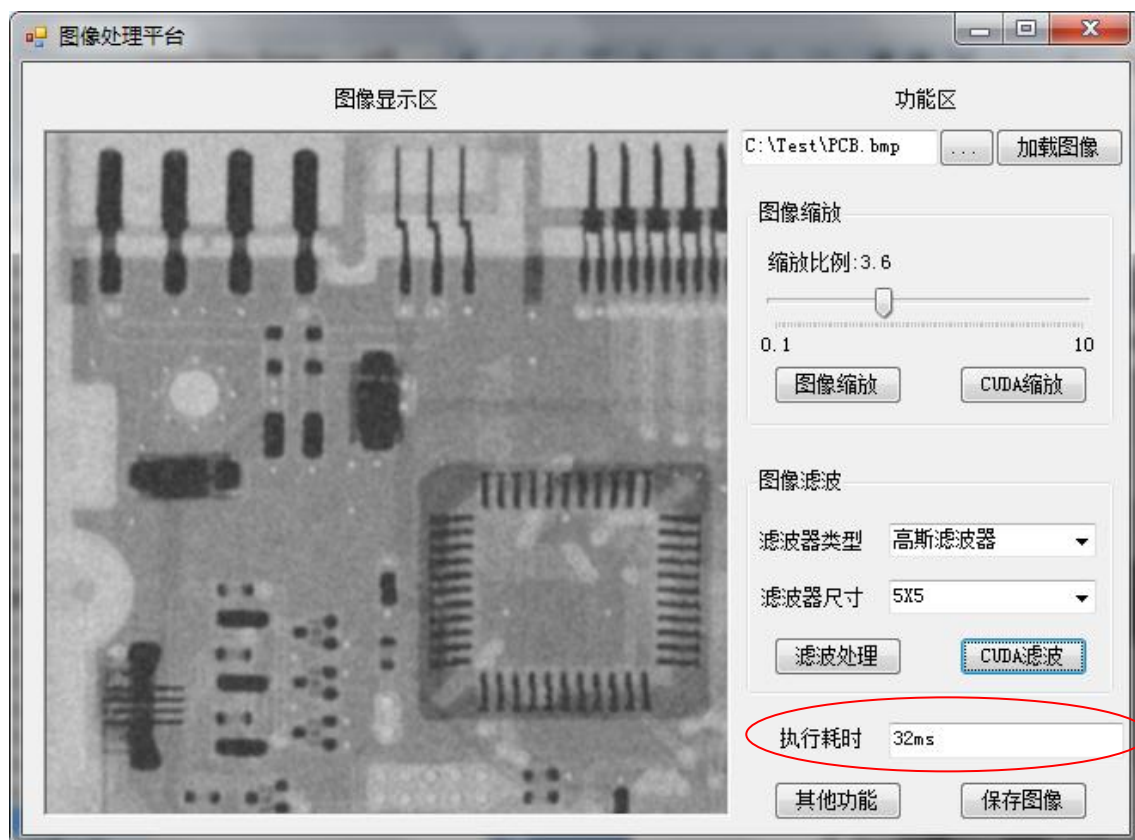 图像处理平台
图像显示区
功能区
C:\Test\PCB.bmp
...
加载图像
图像缩放
缩放比例:3.6
0.1
10
图像缩放
CUDA缩放
图像滤波
滤波器类型
高斯滤波器
滤波器尺寸
5X5
滤波处理
CUDA滤波
执行耗时
32ms
其他功能
保存图像